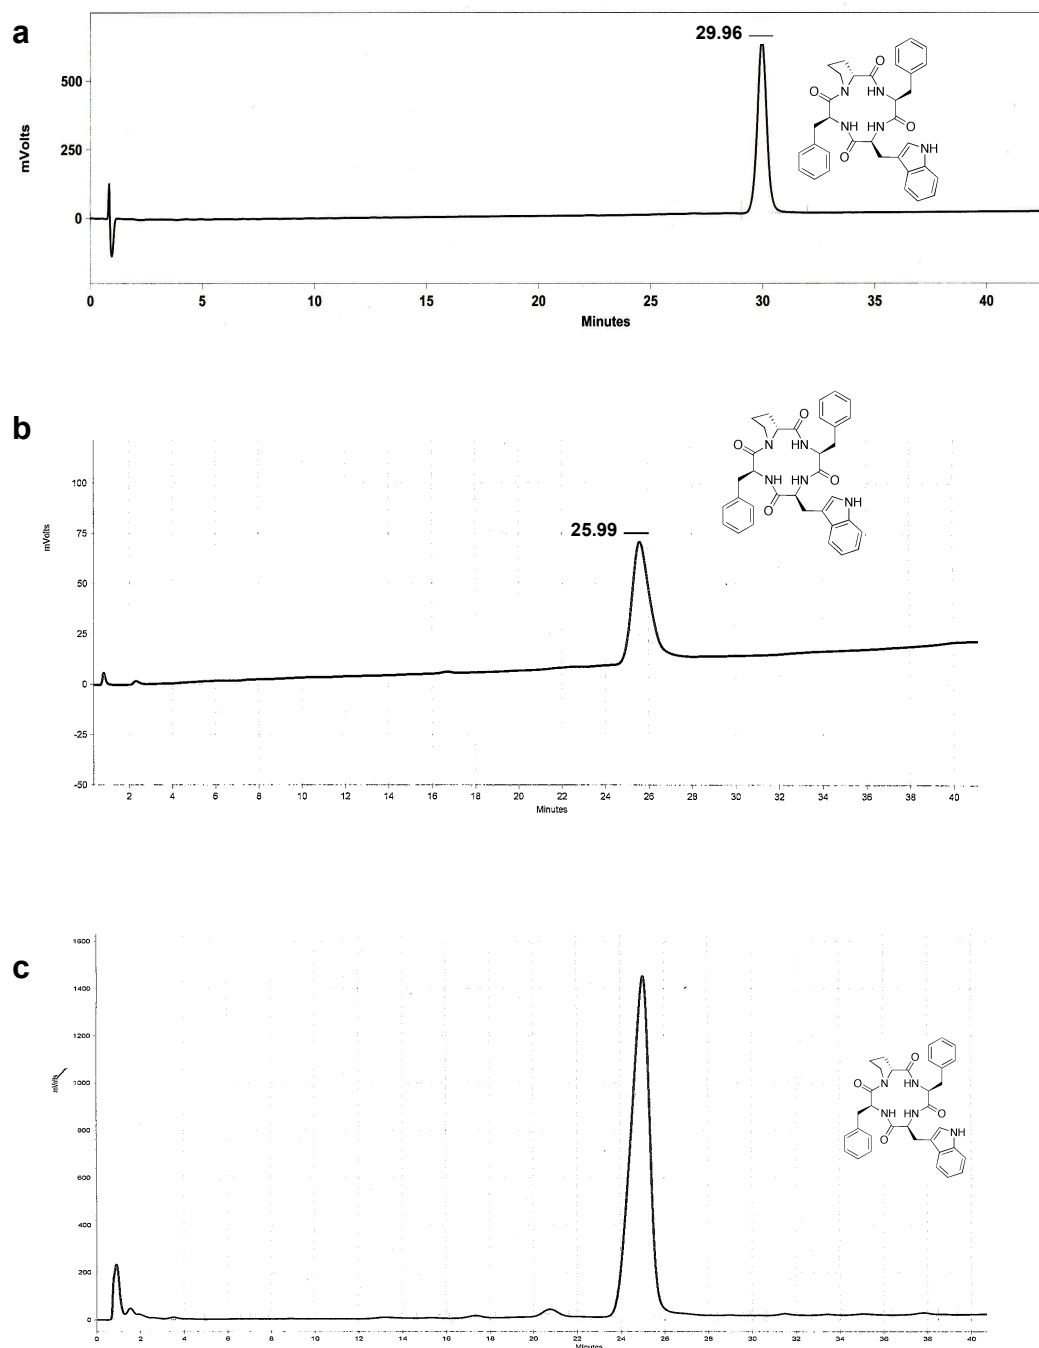 a
29.96
500
250
0
mVolts
0 5 10 15 20 25 30 35 40
Minutes
O
O
N
HN
NH
HN
O
O
NH
b
100
75
50
25
0
-25
-50
mVolts
25.99
2 4 6 8 10 12 14 16 18 20 22 24 26 28 30 32 34 36 38 40
Minutes
O
O
N
HN
NH
HN
O
O
NH
c
1600
1400
1200
1000
800
600
400
200
0
mVolts
2 4 6 8 10 12 14 16 18 20 22 24 26 28 30 32 34 36 38 40
Minutes
O
O
N
HN
NH
HN
O
O
NH